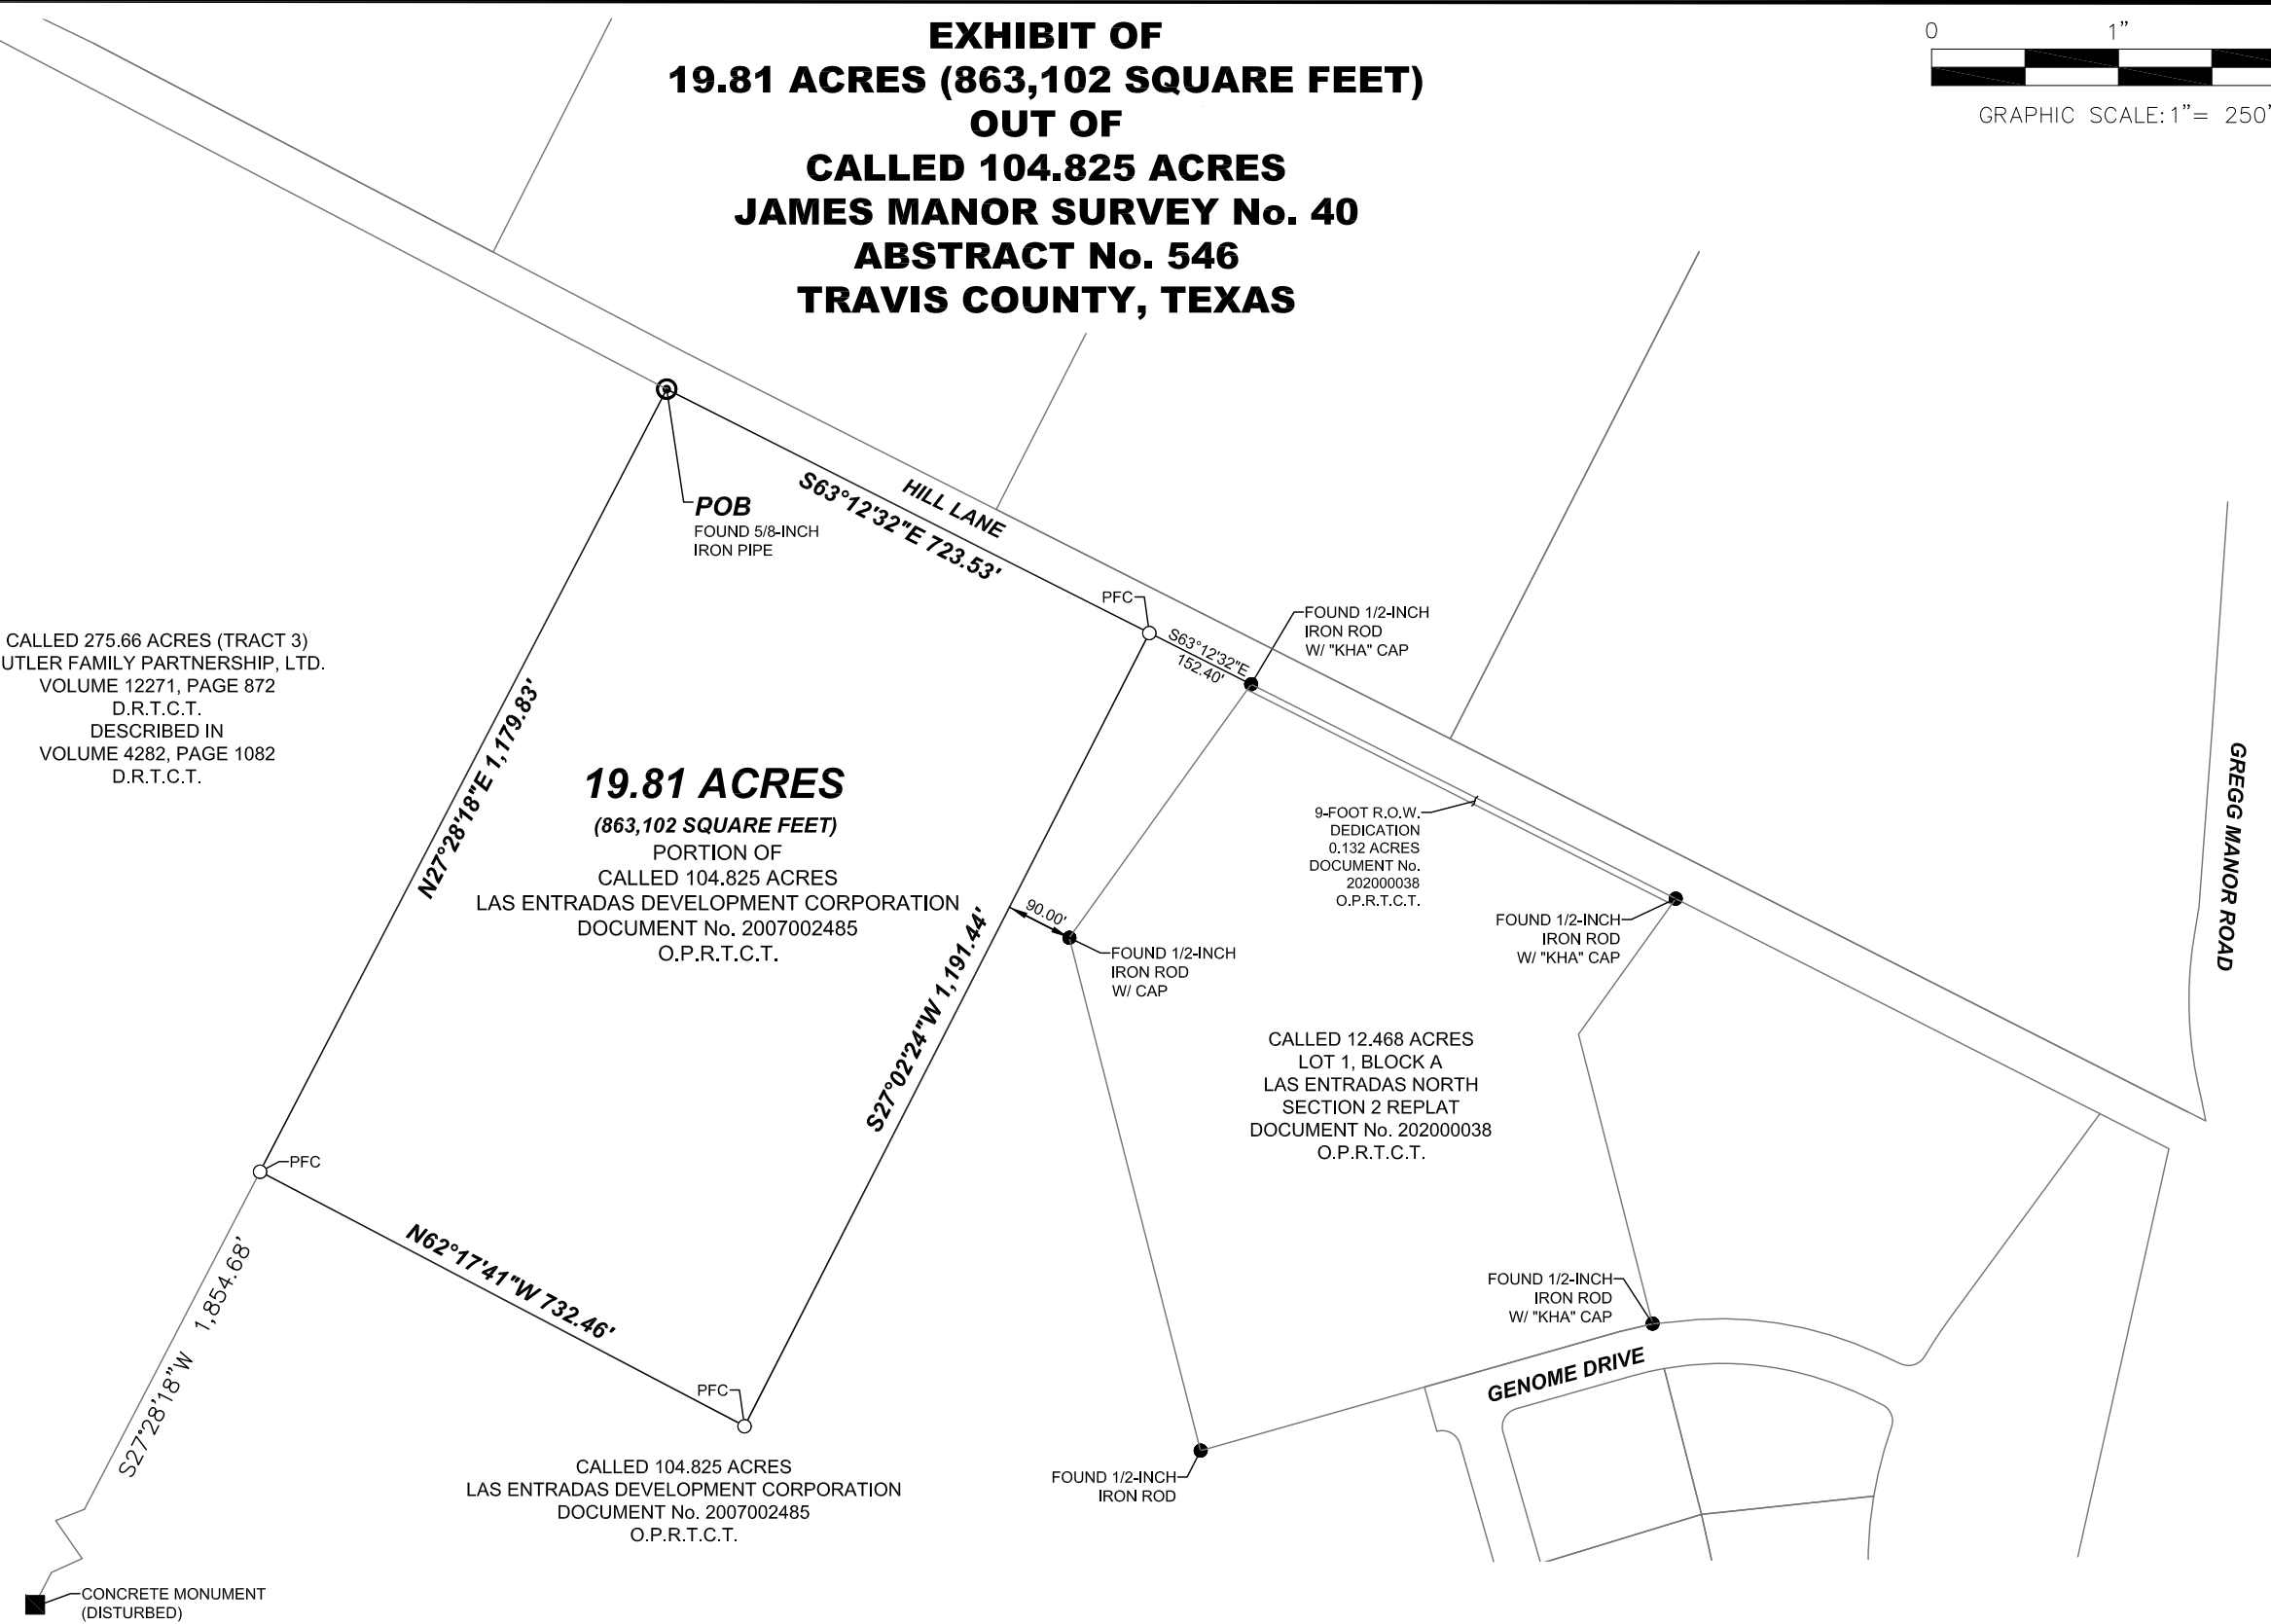 EXHIBIT OF
19.81 ACRES (863,102 SQUARE FEET)
OUT OF
CALLED 104.825 ACRES
JAMES MANOR SURVEY No. 40
ABSTRACT No. 546
TRAVIS COUNTY, TEXAS
0 1"
GRAPHIC SCALE: 1"= 250'
POB
FOUND 5/8-INCH
IRON PIPE
HILL LANE
S63°12'32"E 723.53'
PFC
S63°12'32"E
152.40'
FOUND 1/2-INCH
IRON ROD
W/ "KHA" CAP
CALLED 275.66 ACRES (TRACT 3)
UTLER FAMILY PARTNERSHIP, LTD.
VOLUME 12271, PAGE 872
D.R.T.C.T.
DESCRIBED IN
VOLUME 4282, PAGE 1082
D.R.T.C.T.
N27°28'18"E 1,179.83'
19.81 ACRES
(863,102 SQUARE FEET)
PORTION OF
CALLED 104.825 ACRES
LAS ENTRADAS DEVELOPMENT CORPORATION
DOCUMENT No. 2007002485
O.P.R.T.C.T.
S27°02'24"W 1,191.44'
90.00'
FOUND 1/2-INCH
IRON ROD
W/ CAP
9-FOOT R.O.W.
DEDICATION
0.132 ACRES
DOCUMENT No.
202000038
O.P.R.T.C.T.
FOUND 1/2-INCH
IRON ROD
W/ "KHA" CAP
GREGG MANOR ROAD
CALLED 12.468 ACRES
LOT 1, BLOCK A
LAS ENTRADAS NORTH
SECTION 2 REPLAT
DOCUMENT No. 202000038
O.P.R.T.C.T.
PFC
N62°17'41"W 732.46'
S27°28'18"W 1,854.68'
PFC
FOUND 1/2-INCH
IRON ROD
W/ "KHA" CAP
GENOME DRIVE
FOUND 1/2-INCH
IRON ROD
CALLED 104.825 ACRES
LAS ENTRADAS DEVELOPMENT CORPORATION
DOCUMENT No. 2007002485
O.P.R.T.C.T.
CONCRETE MONUMENT
(DISTURBED)